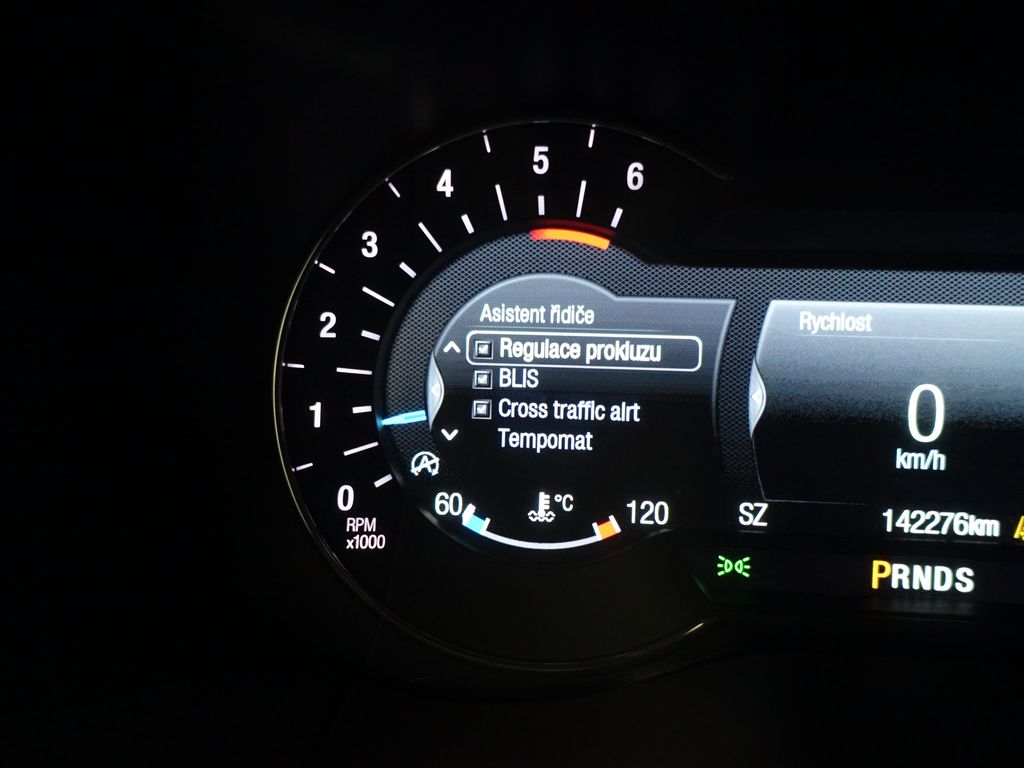 6
5
4
3
2
1
0
RPM
x1000
Asistent řidiče
Regulace prokluzu
BLIS
Cross traffic alrt
Tempomat
A
60
°C
120
Rychlost
0
km/h
SZ
142276km
PRNDS